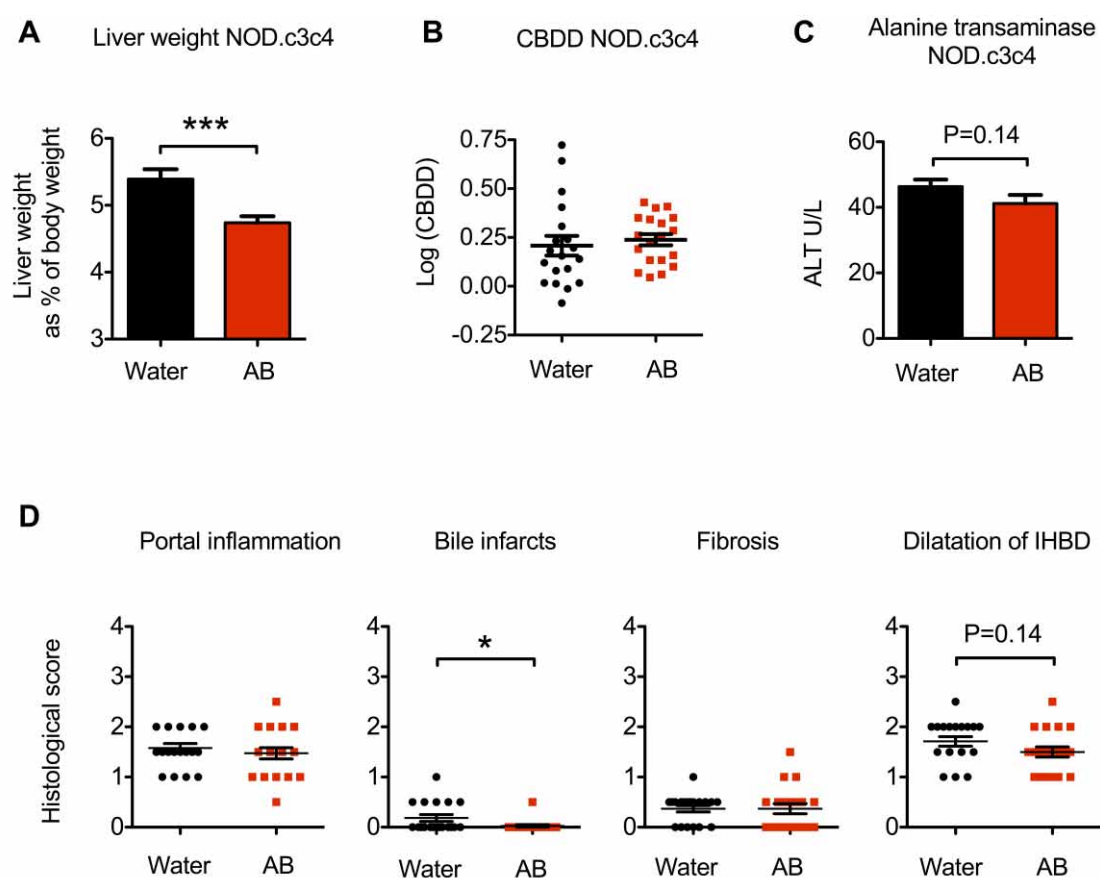 A
Liver weight NOD.c3c4
Liver weight
as % of body weight
6
5
4
3
***
Water
AB
B
CBDD NOD.c3c4
Log (CBDD)
0.75
0.50
0.25
0.00
-0.25
Water
AB
C
Alanine transaminase
NOD.c3c4
ALT U/L
60
40
20
0
P=0.14
Water
AB
D
Histological score
Portal inflammation
4
3
2
1
0
Water
AB
Bile infarcts
4
3
2
1
0
*
Water
AB
Fibrosis
4
3
2
1
0
Water
AB
Dilatation of IHBD
4
3
2
1
0
P=0.14
Water
AB